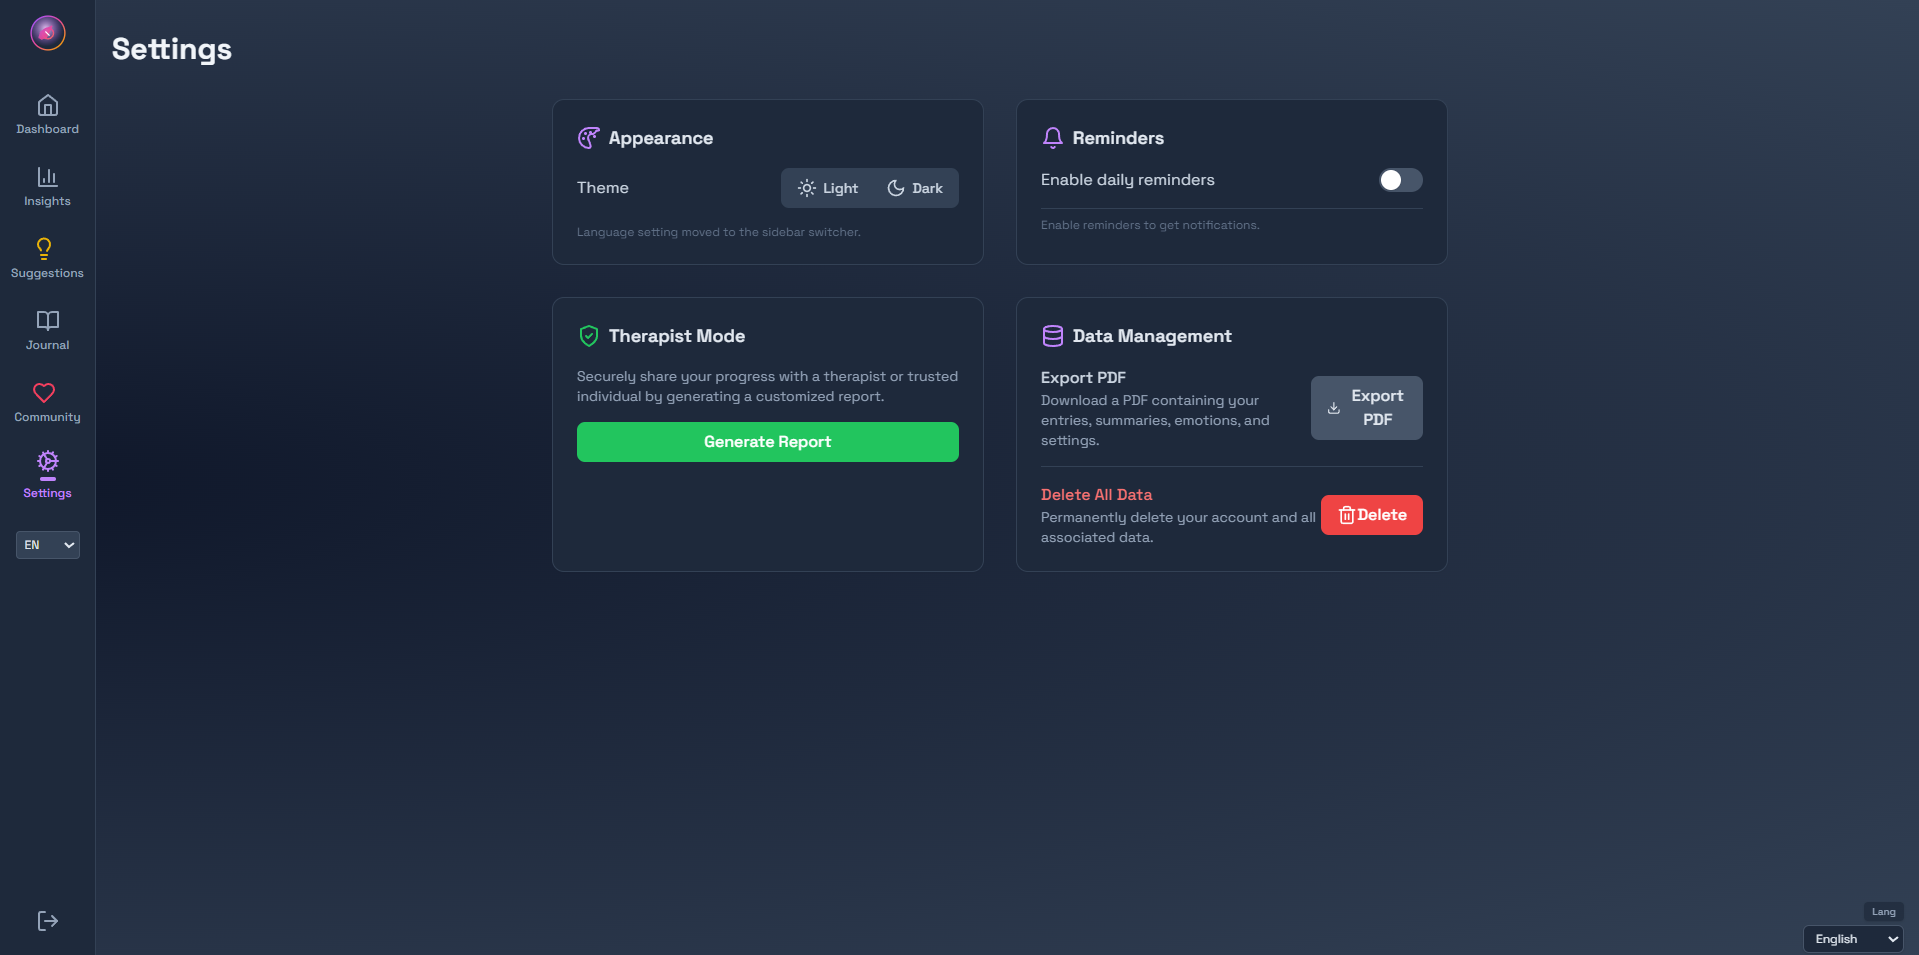 Settings
Dashboard
Insights
Suggestions
Journal
Community
Settings
EN
Appearance
Theme
Light
Dark
Language setting moved to the sidebar switcher.
Reminders
Enable daily reminders
Enable reminders to get notifications.
Therapist Mode
Securely share your progress with a therapist or trusted
individual by generating a customized report.
Generate Report
Data Management
Export PDF
Download a PDF containing your
entries, summaries, emotions, and
settings.
Export
PDF
Delete All Data
Permanently delete your account and all
associated data.
Delete
Lang
English